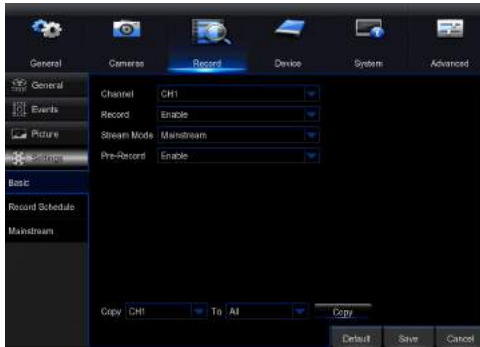 General Cameras Record Device System Advanced
General
Events
Picture
Settings
Basic
Record Schedule
Mainstream
Channel CH1
Record Enable
Stream Mode Mainstream
Pre-Record Enable
Copy CH1 To All Copy
Default Save Cancel